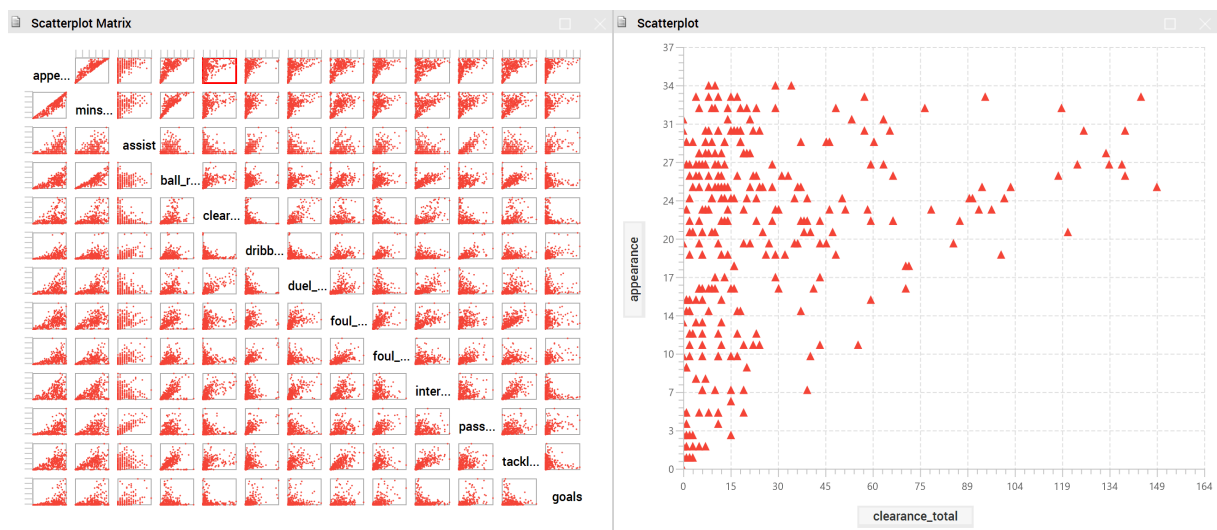 Scatterplot Matrix
appe...
mins...
assist
ball_r...
clear...
dribb...
duel_...
foul_...
foul_...
inter...
pass...
tackl...
goals
Scatterplot
37
34
31
27
24
20
17
14
10
7
3
0
appearance
0 15 30 45 60 74 89 104 119 134 149 164
clearance_total